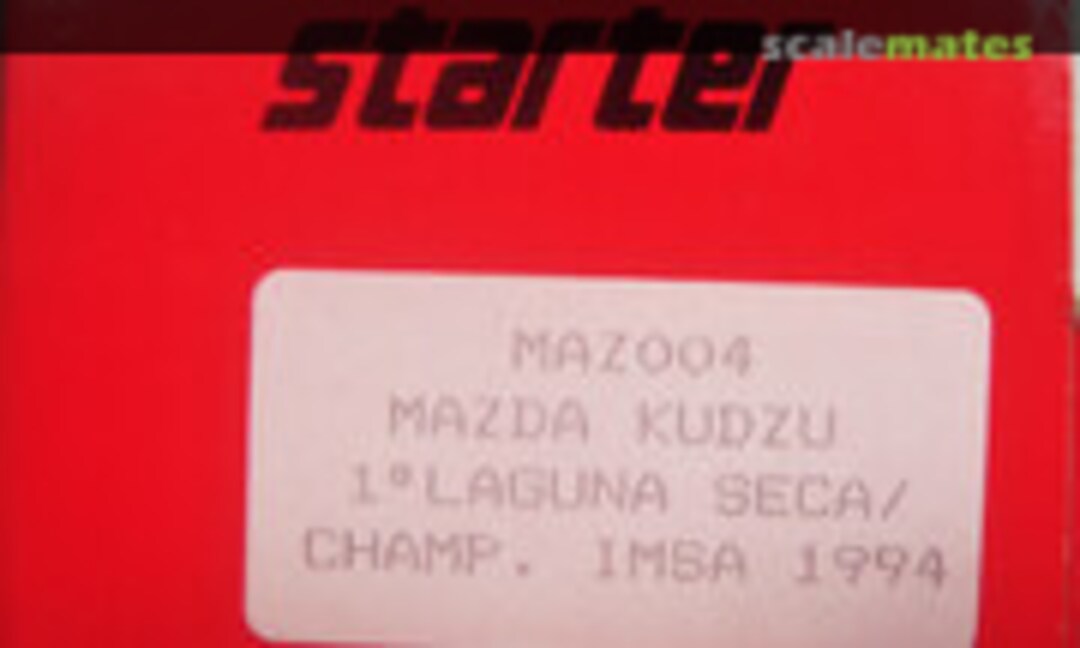 starter
scalemates
MAZ004
MAZDA KUDZU
1°LAGUNA SECA/
CHAMP. IMSA 1994